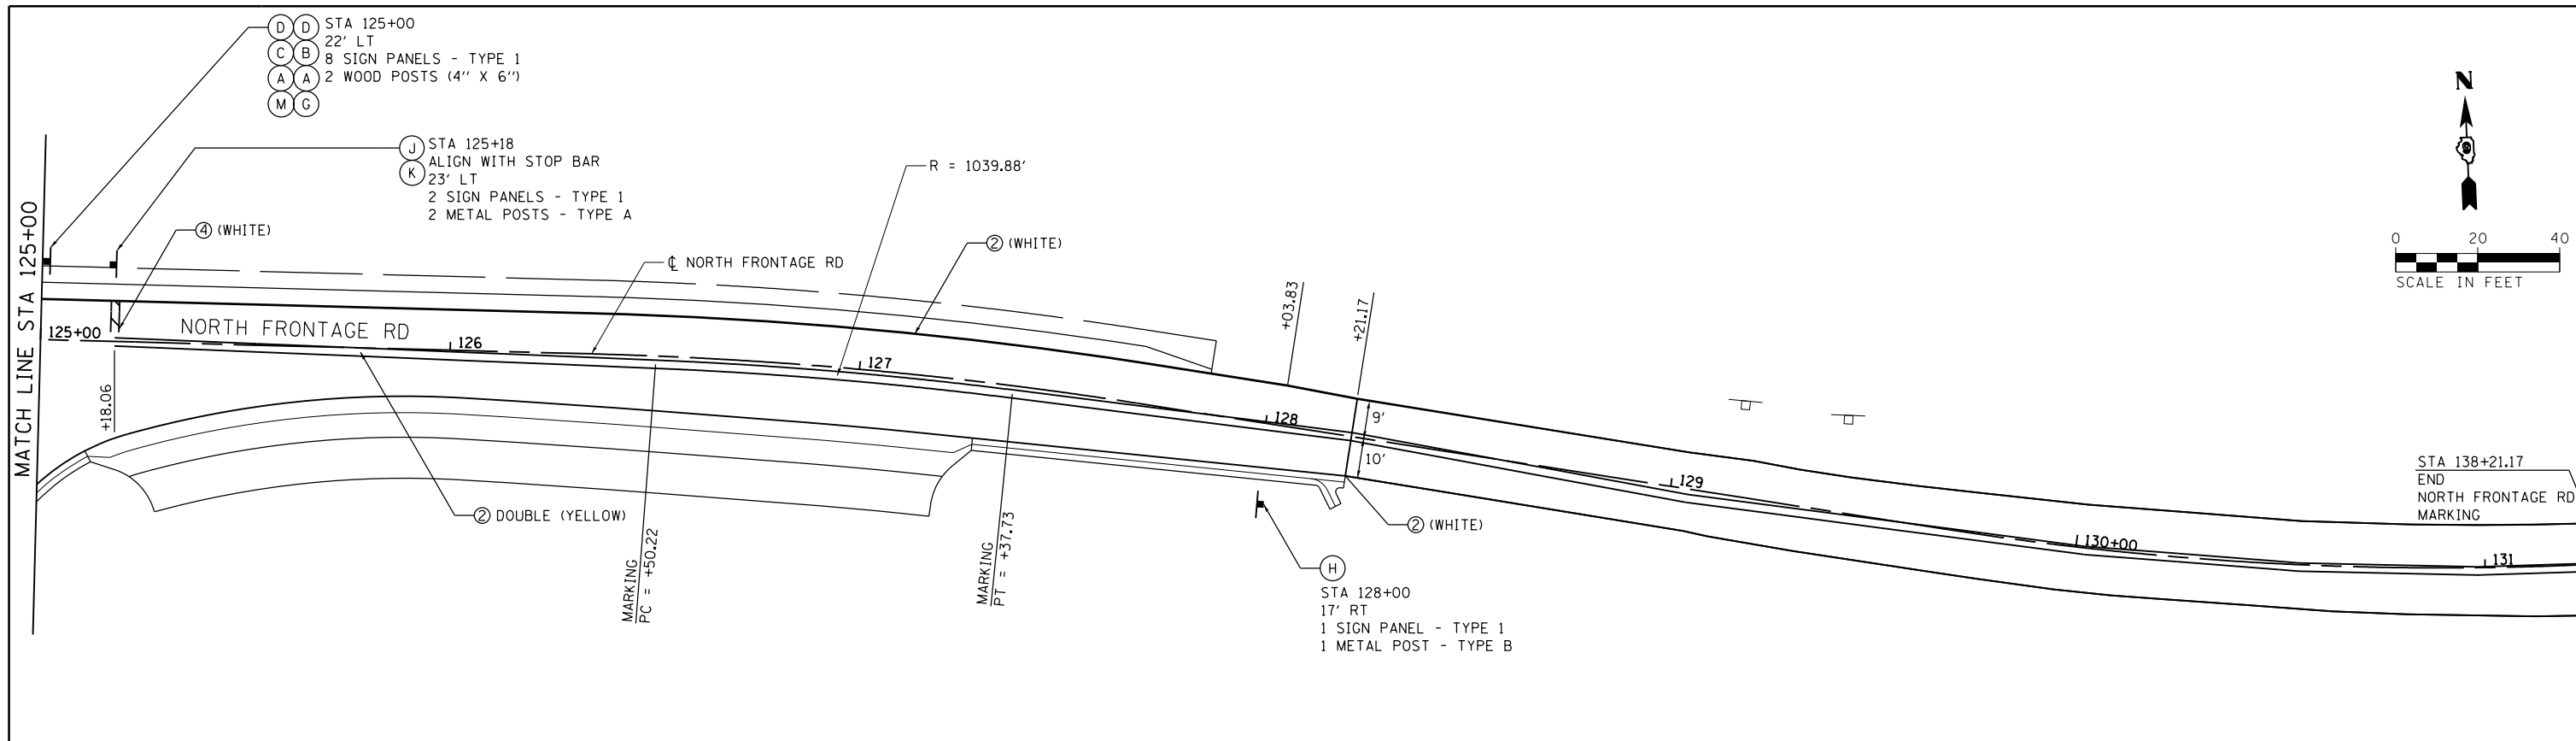 D D STA 125+00
22' LT
C B
8 SIGN PANELS - TYPE 1
A A 2 WOOD POSTS (4'' X 6'')
M G
J STA 125+18
ALIGN WITH STOP BAR
K
23' LT
2 SIGN PANELS - TYPE 1
2 METAL POSTS - TYPE A
R = 1039.88'
4 (WHITE)
2 (WHITE)
℄ NORTH FRONTAGE RD
N
0 20 40
SCALE IN FEET
MATCH LINE STA 125+00
NORTH FRONTAGE RD
125+00
126
127
128
129
130+00
131
+18.06
+03.83
+21.17
9'
10'
2 DOUBLE (YELLOW)
MARKING
PC = +50.22
MARKING
PT = +37.73
2 (WHITE)
H
STA 128+00
17' RT
1 SIGN PANEL - TYPE 1
1 METAL POST - TYPE B
STA 138+21.17
END
NORTH FRONTAGE RD
MARKING